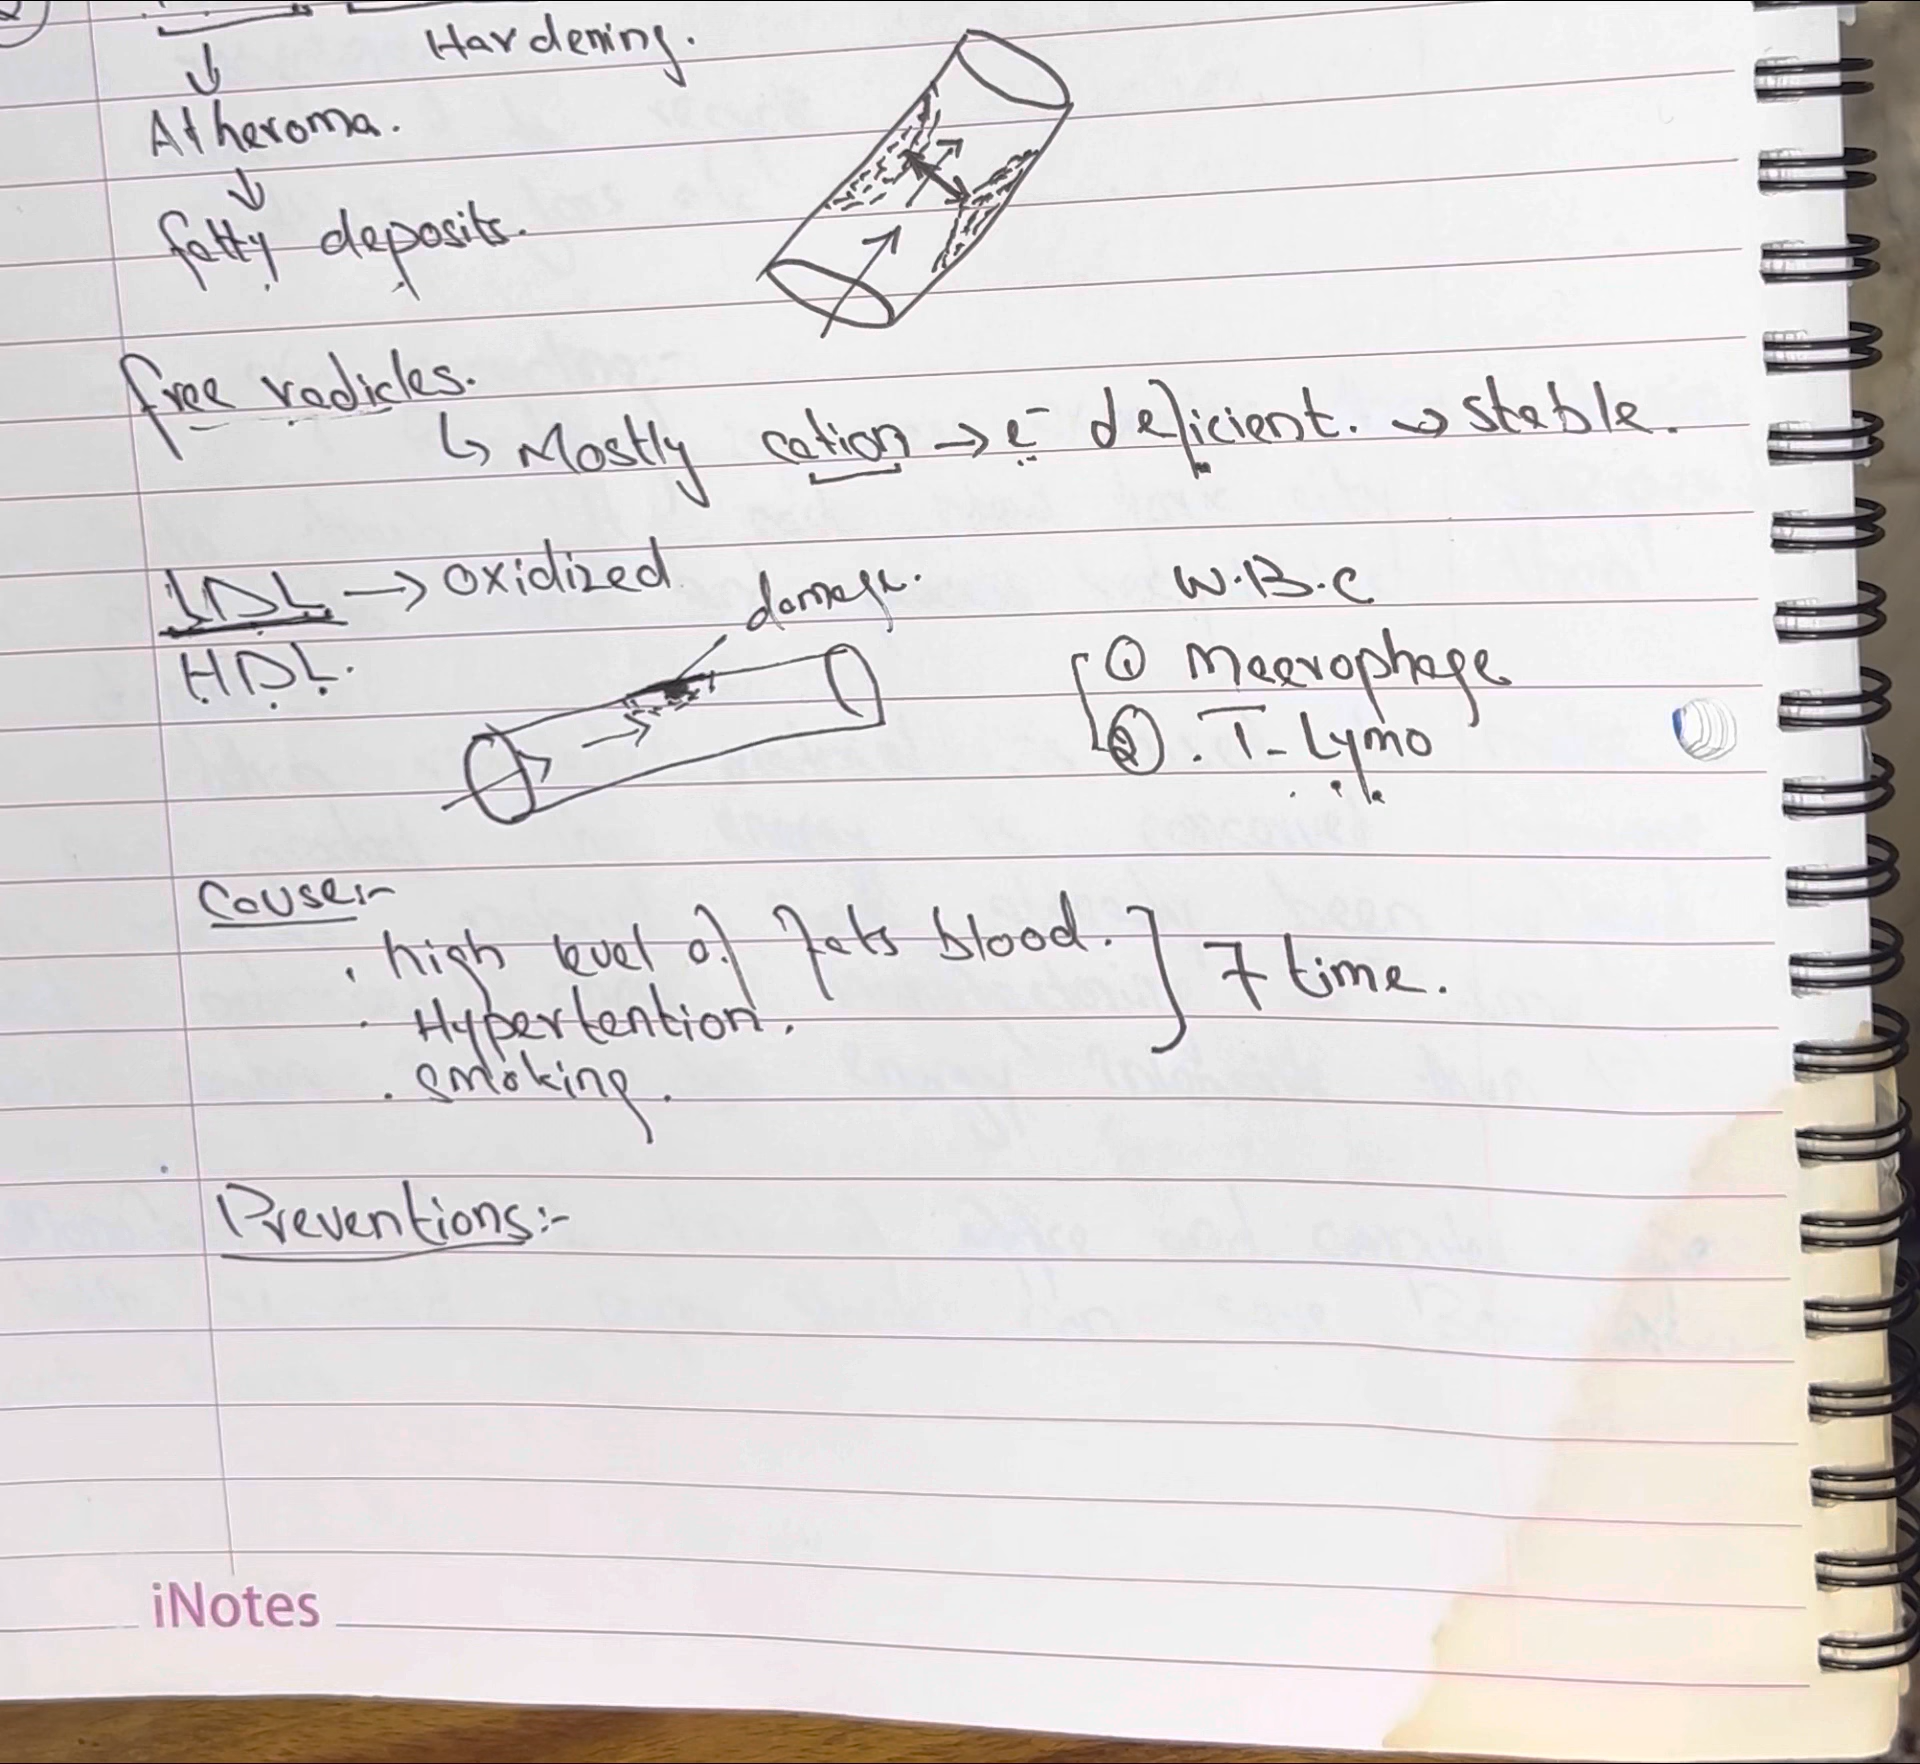 Hardening.
↓
Atheroma.
↓
fatty deposits.
free radicles.
↳ Mostly cation → e⁻ deficient. → stable.
LDL → oxidized
damage.
W.B.C
HDL.
① Macrophage
②. T-Lymo
Causes:-
. high level of fats blood. ] 7 time.
. Hypertention.
. smoking.
Preventions:-
iNotes